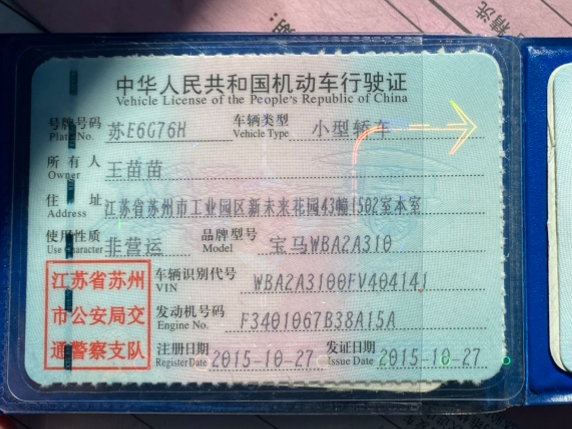 中华人民共和国机动车行驶证
Vehicle License of the People's Republic of China
号牌号码 苏E6G76H 车辆类型 小型轿车
Plate No. Vehicle Type
所有人 王苗苗
Owner
住址 江苏省苏州市工业园区新未来花园43幢1502室本室
Address
使用性质 非营运 品牌型号 宝马WBA2A310
Use Character Model
江苏省苏州 车辆识别代号 WBA2A3100FV404141
VIN
市公安局交 发动机号码 F3401067B38A15A
Engine No.
通警察支队 注册日期 2015-10-27 发证日期 2015-10-27
Register Date Issue Date